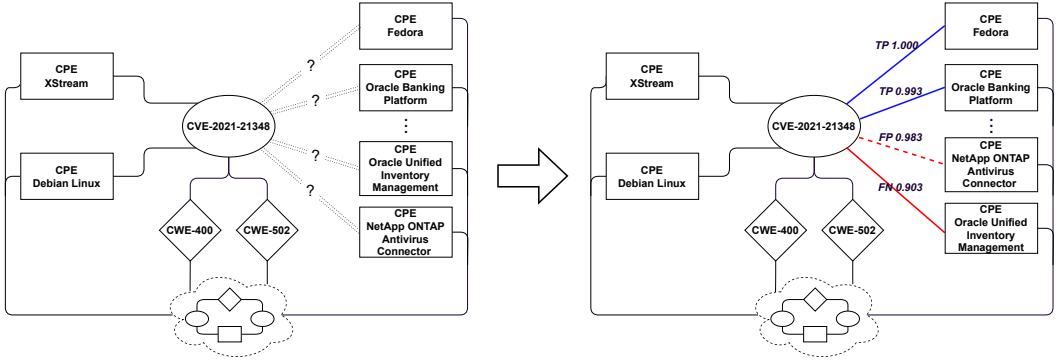 CPE
Fedora
CPE
XStream
?
CPE
Oracle Banking
Platform
?
CVE-2021-21348
?
CPE
Oracle Unified
Inventory
Management
CPE
Debian Linux
?
CPE
NetApp ONTAP
Antivirus
Connector
CWE-400
CWE-502
CPE
Fedora
TP 1.000
CPE
XStream
CPE
Oracle Banking
Platform
TP 0.993
CVE-2021-21348
FP 0.983
CPE
NetApp ONTAP
Antivirus
Connector
CPE
Debian Linux
FN 0.903
CPE
Oracle Unified
Inventory
Management
CWE-400
CWE-502